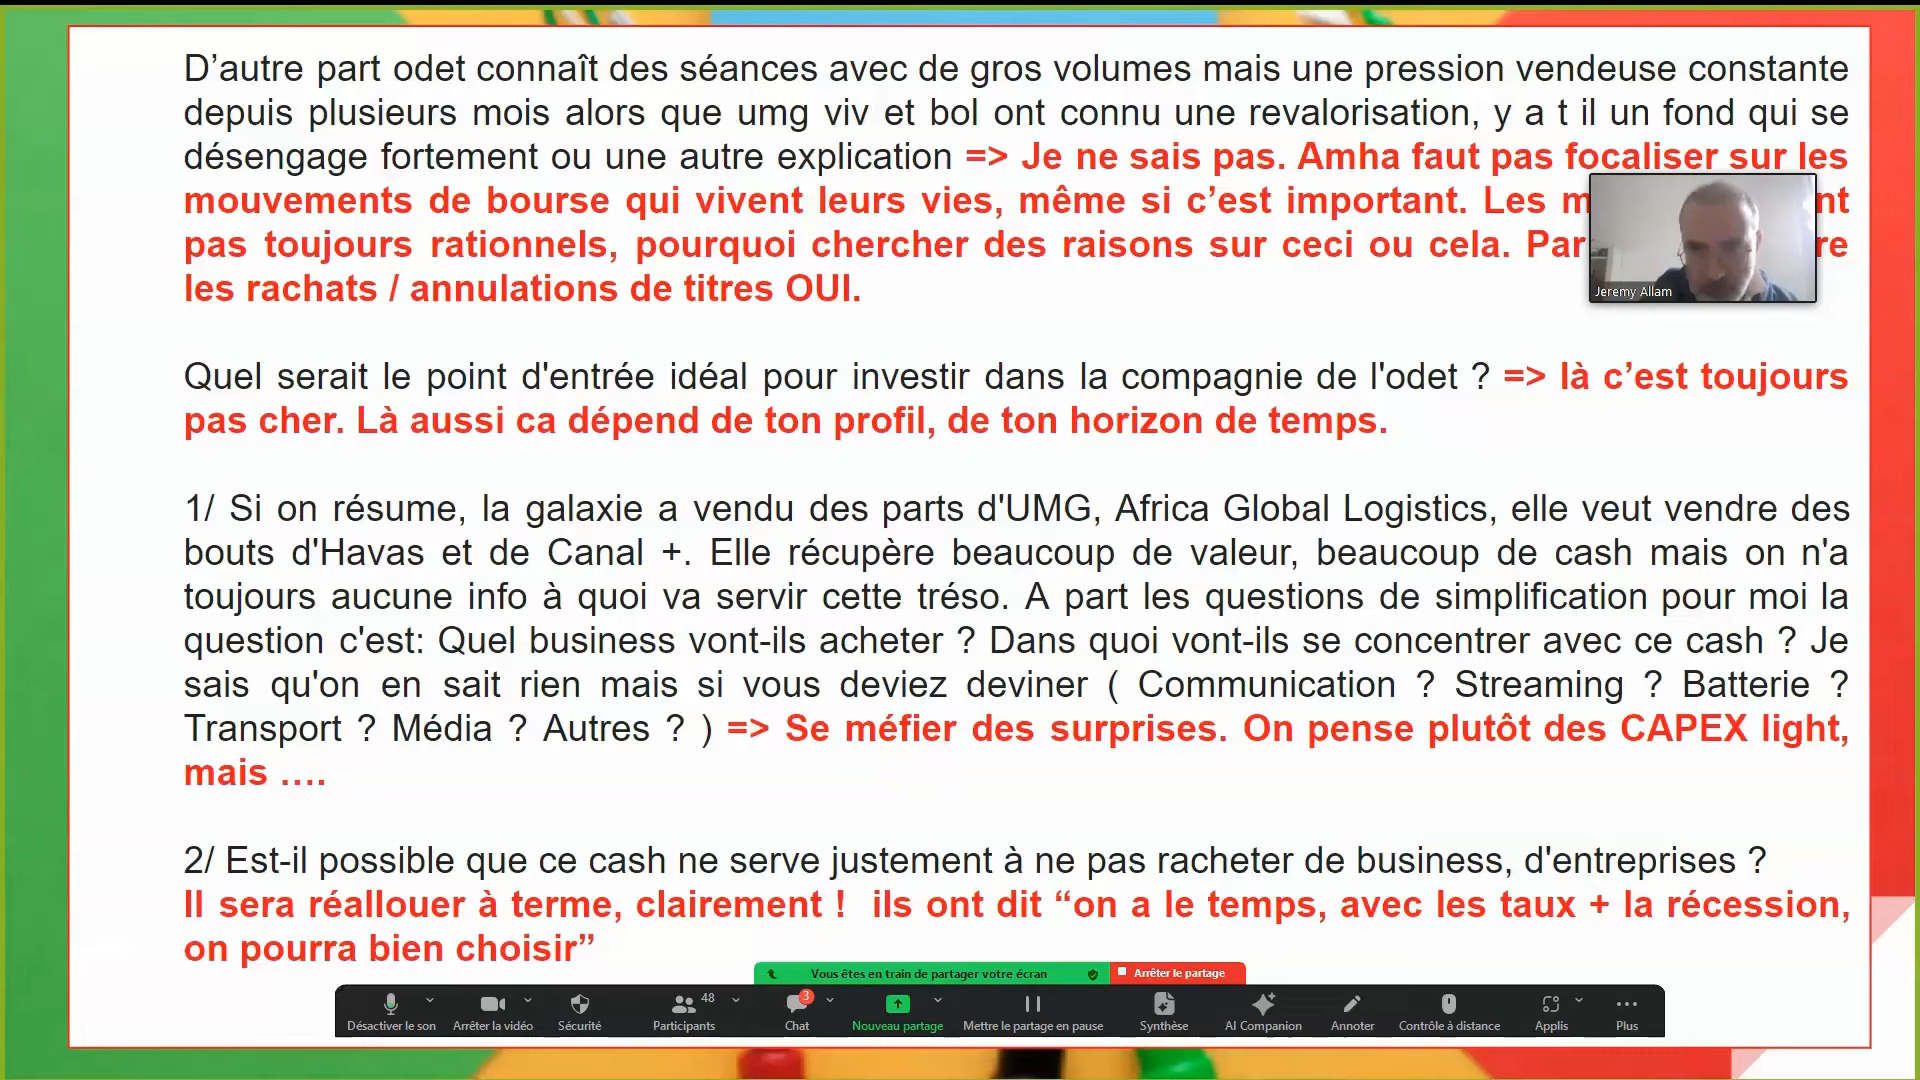 D’autre part odet connaît des séances avec de gros volumes mais une pression vendeuse constante
depuis plusieurs mois alors que umg viv et bol ont connu une revalorisation, y a t il un fond qui se
désengage fortement ou une autre explication => Je ne sais pas. Amha faut pas focaliser sur les
mouvements de bourse qui vivent leurs vies, même si c’est important. Les
pas toujours rationnels, pourquoi chercher des raisons sur ceci ou cela.
les rachats / annulations de titres OUI.
Jeremy Allam
Quel serait le point d'entrée idéal pour investir dans la compagnie de l'odet ? => là c’est toujours
pas cher. Là aussi ca dépend de ton profil, de ton horizon de temps.
1/ Si on résume, la galaxie a vendu des parts d'UMG, Africa Global Logistics, elle veut vendre des
bouts d'Havas et de Canal +. Elle récupère beaucoup de valeur, beaucoup de cash mais on n'a
toujours aucune info à quoi va servir cette tréso. A part les questions de simplification pour moi la
question c'est: Quel business vont-ils acheter ? Dans quoi vont-ils se concentrer avec ce cash ? Je
sais qu'on en sait rien mais si vous deviez deviner ( Communication ? Streaming ? Batterie ?
Transport ? Média ? Autres ? ) => Se méfier des surprises. On pense plutôt des CAPEX light,
mais ….
2/ Est-il possible que ce cash ne serve justement à ne pas racheter de business, d'entreprises ?
Il sera réallouer à terme, clairement ! ils ont dit “on a le temps, avec les taux + la récession,
on pourra bien choisir”
Vous êtes en train de partager votre écran Arrêter le partage
48 3
Désactiver le son Arrêter la vidéo Sécurité Participants Chat Nouveau partage Mettre le partage en pause Synthèse AI Companion Annoter Contrôle à distance Applis Plus